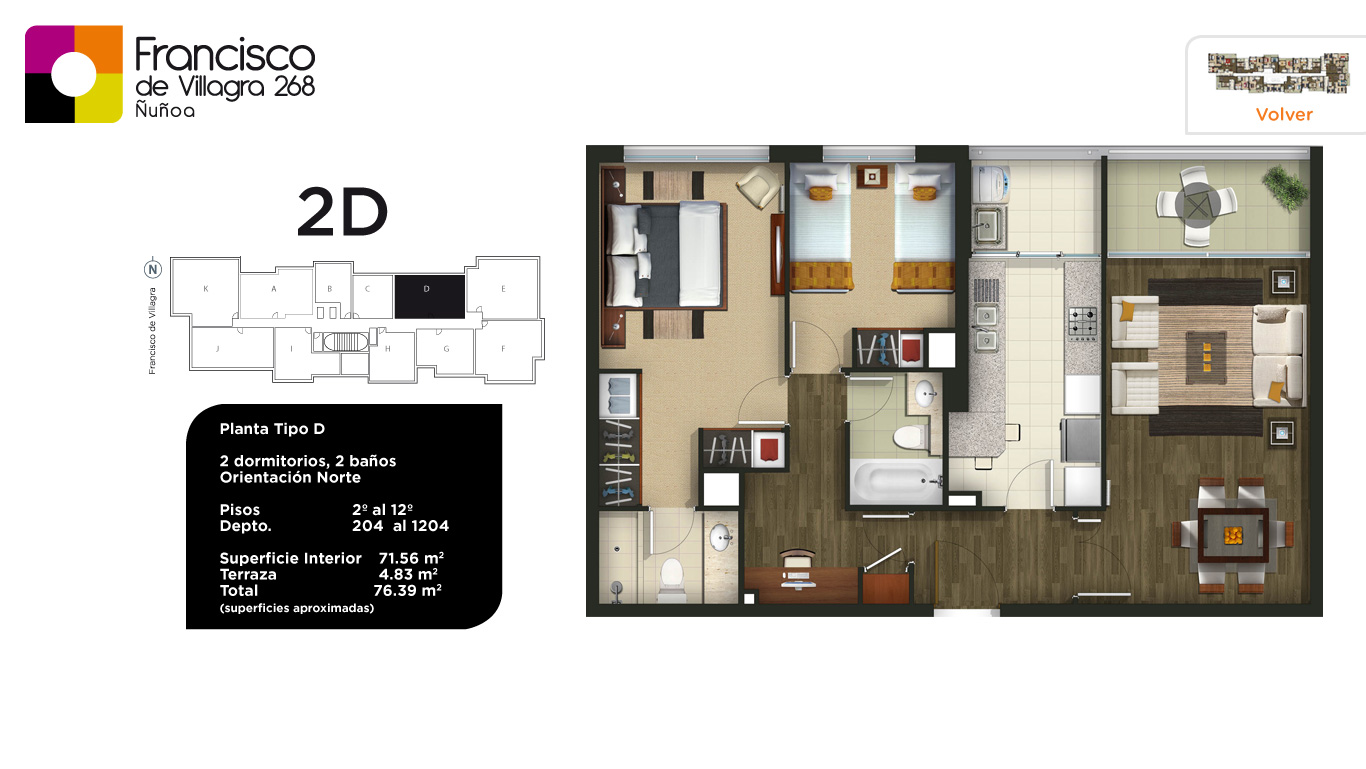 Francisco
de Villagra 268
Ñuñoa
Volver
2D
N
Francisco de Villagra
K
A
B
C
D
E
J
I
H
G
F
Planta Tipo D
2 dormitorios, 2 baños
Orientación Norte
Pisos 2º al 12º
Depto. 204 al 1204
Superficie Interior 71.56 m²
Terraza 4.83 m²
Total 76.39 m²
(superficies aproximadas)